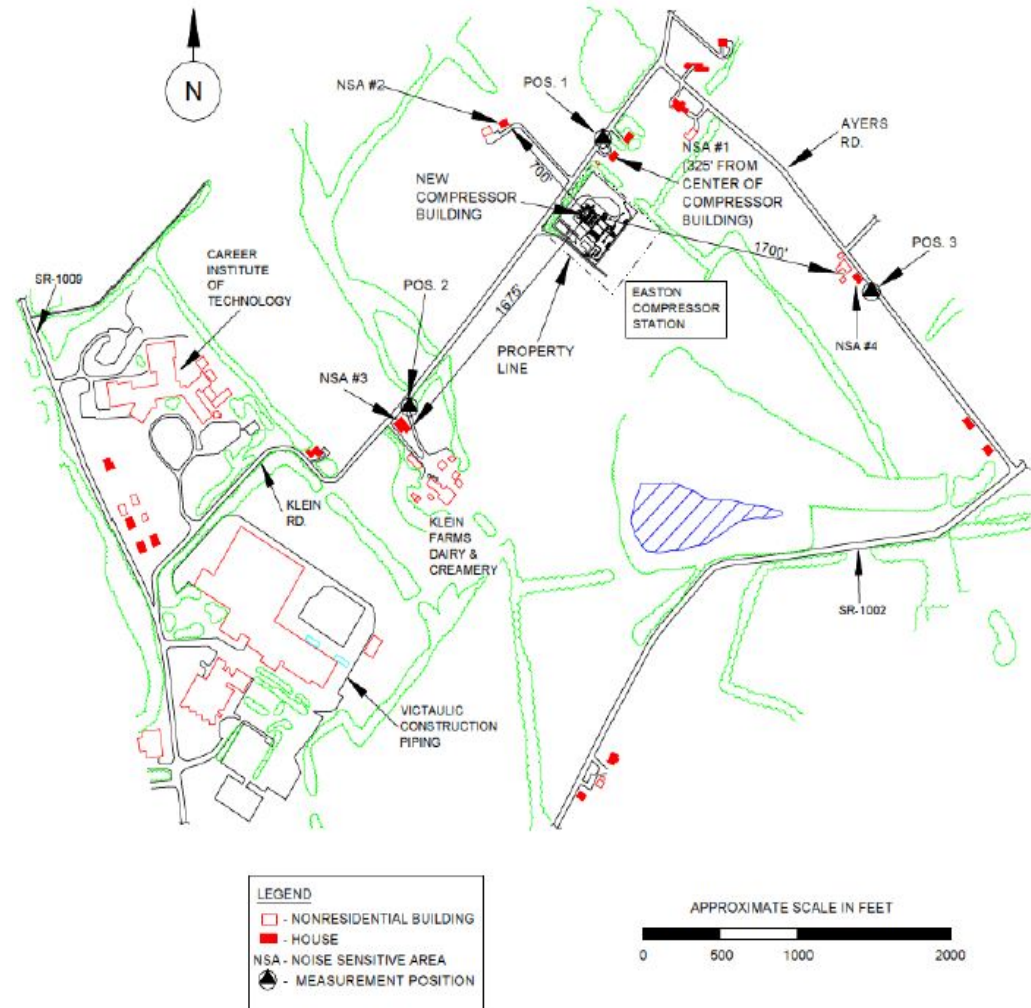 N
NSA #2
POS. 1
AYERS
RD.
NSA #1
(325' FROM
CENTER OF
COMPRESSOR
BUILDING)
700'
NEW
COMPRESSOR
BUILDING
1700'
POS. 3
CAREER
INSTITUTE
OF
TECHNOLOGY
SR-1009
POS. 2
1675'
EASTON
COMPRESSOR
STATION
PROPERTY
LINE
NSA #4
NSA #3
KLEIN
RD.
KLEIN
FARMS
DAIRY &
CREAMERY
SR-1002
VICTAULIC
CONSTRUCTION
PIPING
LEGEND
- NONRESIDENTIAL BUILDING
- HOUSE
NSA - NOISE SENSITIVE AREA
- MEASUREMENT POSITION
APPROXIMATE SCALE IN FEET
0 500 1000 2000